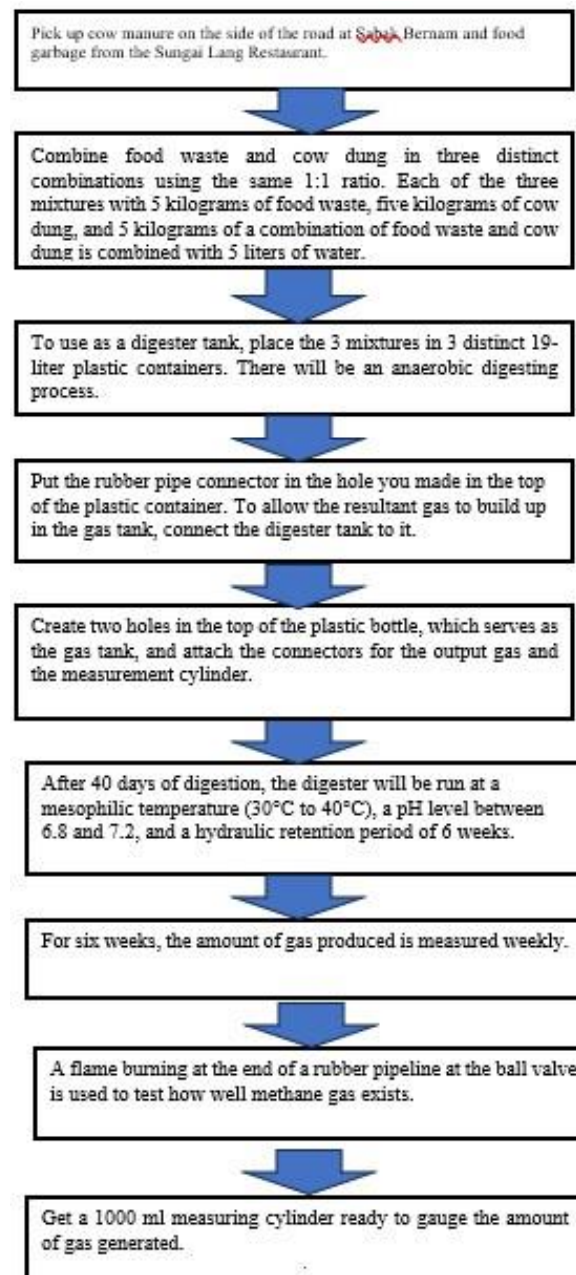 Pick up cow manure on the side of the road at Sabak Bernam and food
garbage from the Sungai Lang Restaurant.
Combine food waste and cow dung in three distinct
combinations using the same 1:1 ratio. Each of the three
mixtures with 5 kilograms of food waste, five kilograms of cow
dung, and 5 kilograms of a combination of food waste and cow
dung is combined with 5 liters of water.
To use as a digester tank, place the 3 mixtures in 3 distinct 19-
liter plastic containers. There will be an anaerobic digesting
process.
Put the rubber pipe connector in the hole you made in the top
of the plastic container. To allow the resultant gas to build up
in the gas tank, connect the digester tank to it.
Create two holes in the top of the plastic bottle, which serves as
the gas tank, and attach the connectors for the output gas and
the measurement cylinder.
After 40 days of digestion, the digester will be run at a
mesophilic temperature (30°C to 40°C), a pH level between
6.8 and 7.2, and a hydraulic retention period of 6 weeks.
For six weeks, the amount of gas produced is measured weekly.
A flame burning at the end of a rubber pipeline at the ball valve
is used to test how well methane gas exists.
Get a 1000 ml measuring cylinder ready to gauge the amount
of gas generated.